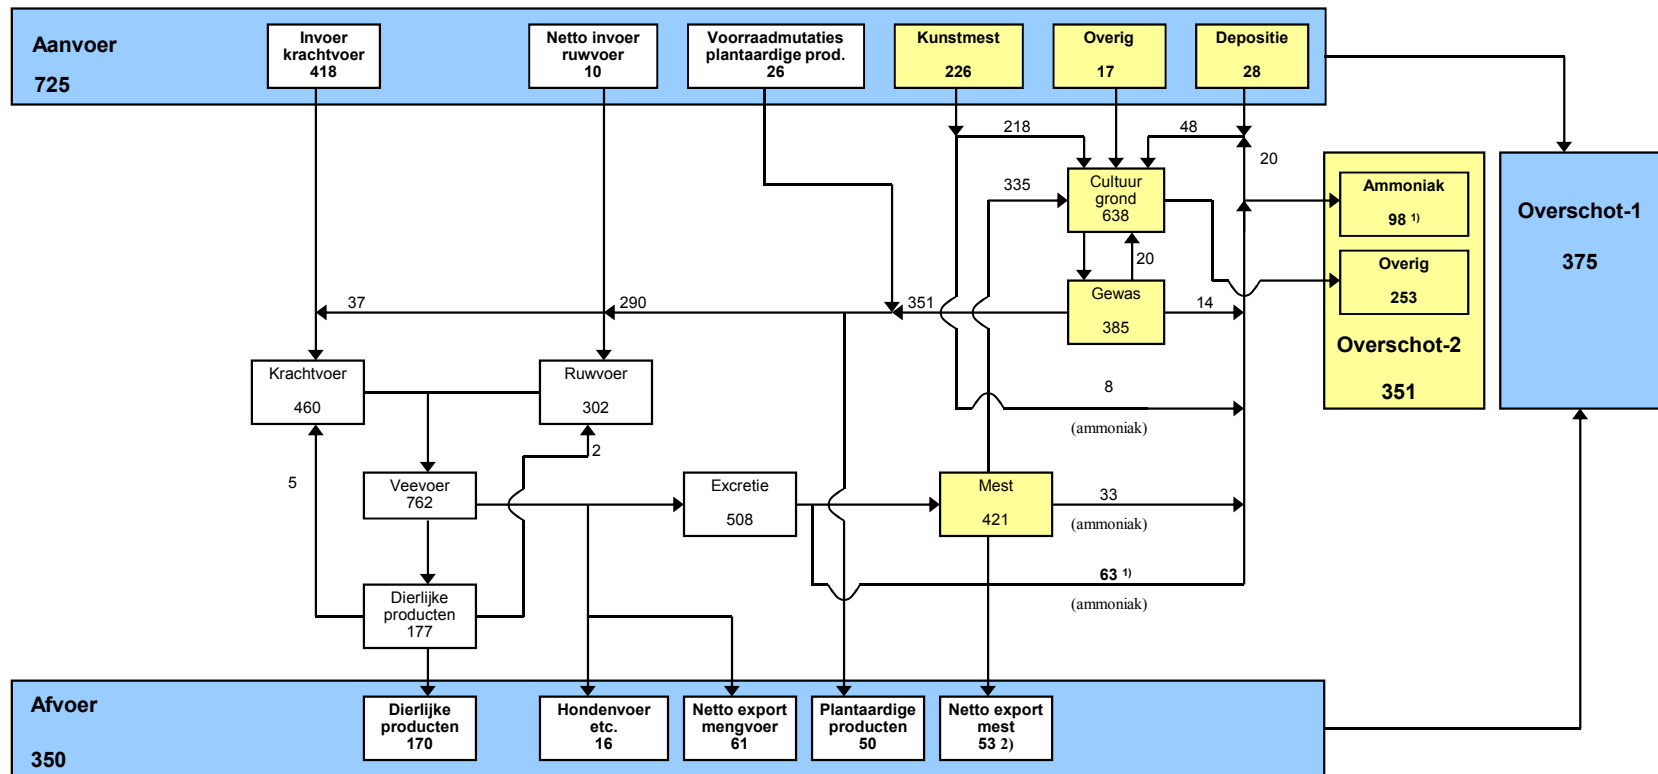 Aanvoer
725
Invoer
krachtvoer
418
Netto invoer
ruwvoer
10
Voorraadmutaties
plantaardige prod.
26
Kunstmest
226
Overig
17
Depositie
28
218
48
20
335
Cultuur
grond
638
20
Ammoniak
98 1)
Overig
253
Overschot-2
351
Overschot-1
375
37
290
351
Gewas
385
14
Krachtvoer
460
Ruwvoer
302
8
(ammoniak)
5
2
Veevoer
762
Excretie
508
Mest
421
33
(ammoniak)
63 1)
(ammoniak)
Dierlijke
producten
177
Afvoer
350
Dierlijke
producten
170
Hondenvoer
etc.
16
Netto export
mengvoer
61
Plantaardige
producten
50
Netto export
mest
53 2)